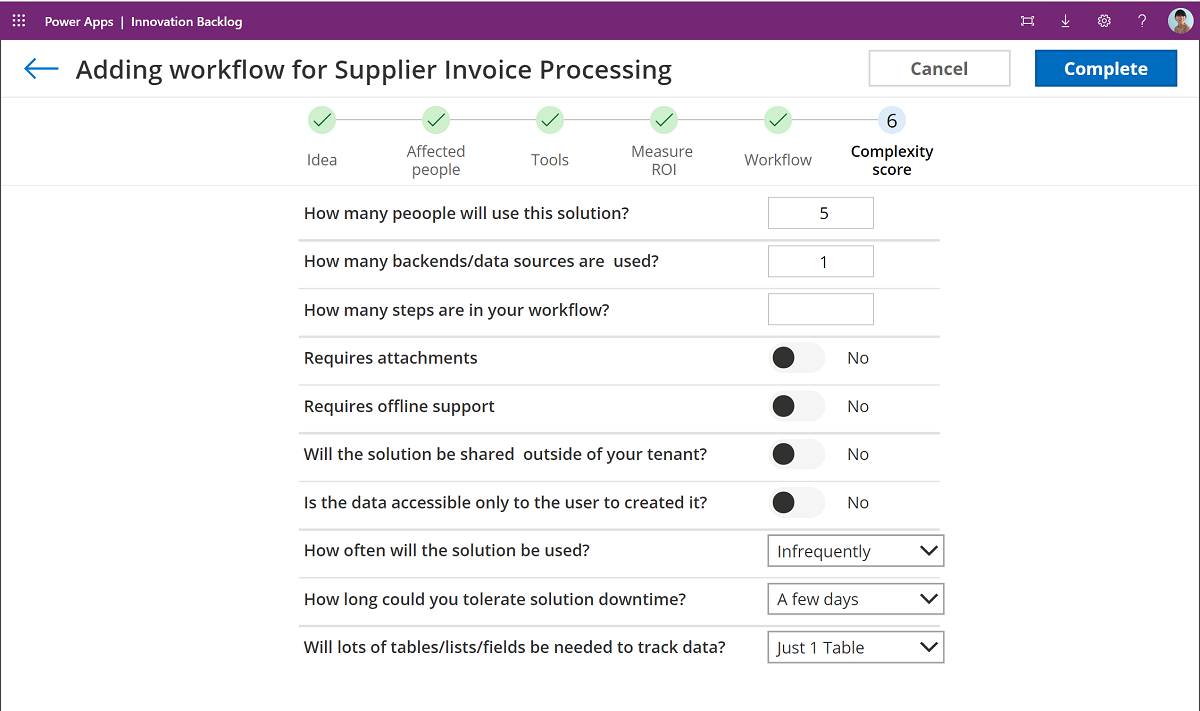 Power Apps | Innovation Backlog
?
Adding workflow for Supplier Invoice Processing
Cancel
Complete
6
Idea
Affected
people
Tools
Measure
ROI
Workflow
Complexity
score
How many peoople will use this solution? 5
How many backends/data sources are  used? 1
How many steps are in your workflow?
Requires attachments No
Requires offline support No
Will the solution be shared  outside of your tenant? No
Is the data accessible only to the user to created it? No
How often will the solution be used? Infrequently
How long could you tolerate solution downtime? A few days
Will lots of tables/lists/fields be needed to track data? Just 1 Table